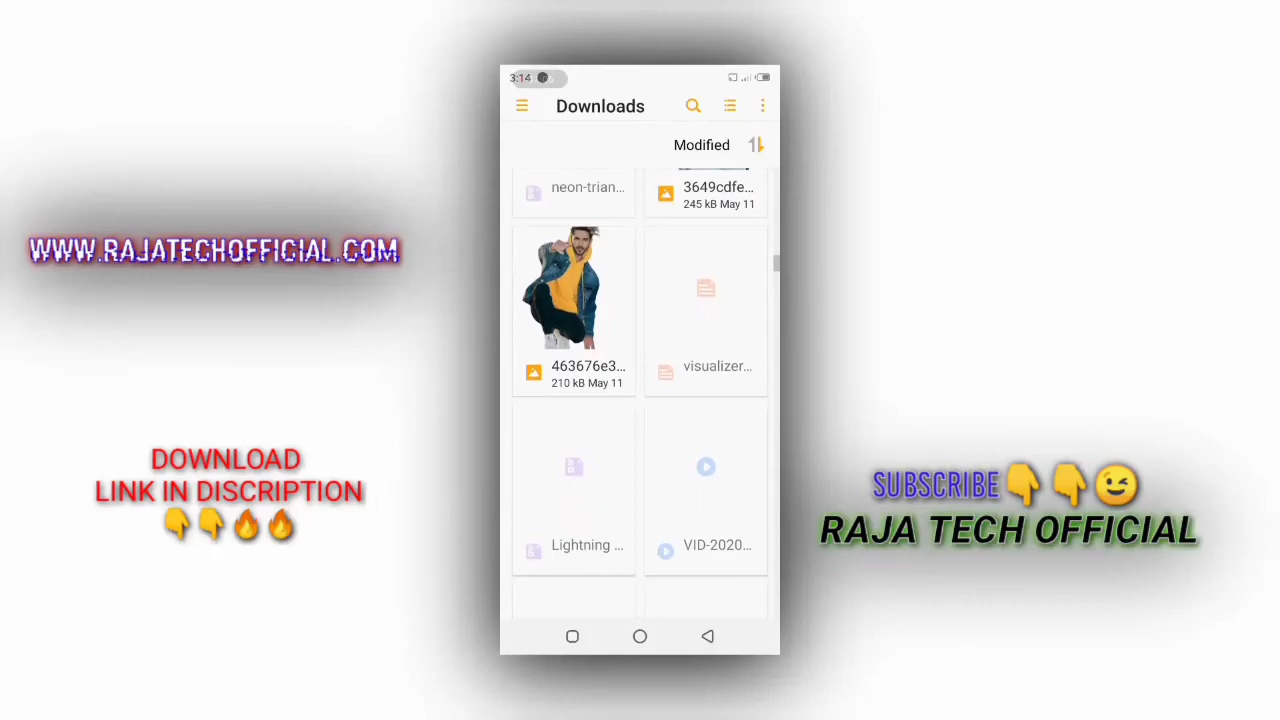 3:14
Downloads
Modified
neon-trian...
3649cdfe...
245 kB May 11
463676e3...
210 kB May 11
visualizer...
Lightning ...
VID-2020...
WWW.RAJATECHOFFICIAL.COM
DOWNLOAD
LINK IN DISCRIPTION
👇👇🔥🔥
SUBSCRIBE👇👇😉
RAJA TECH OFFICIAL